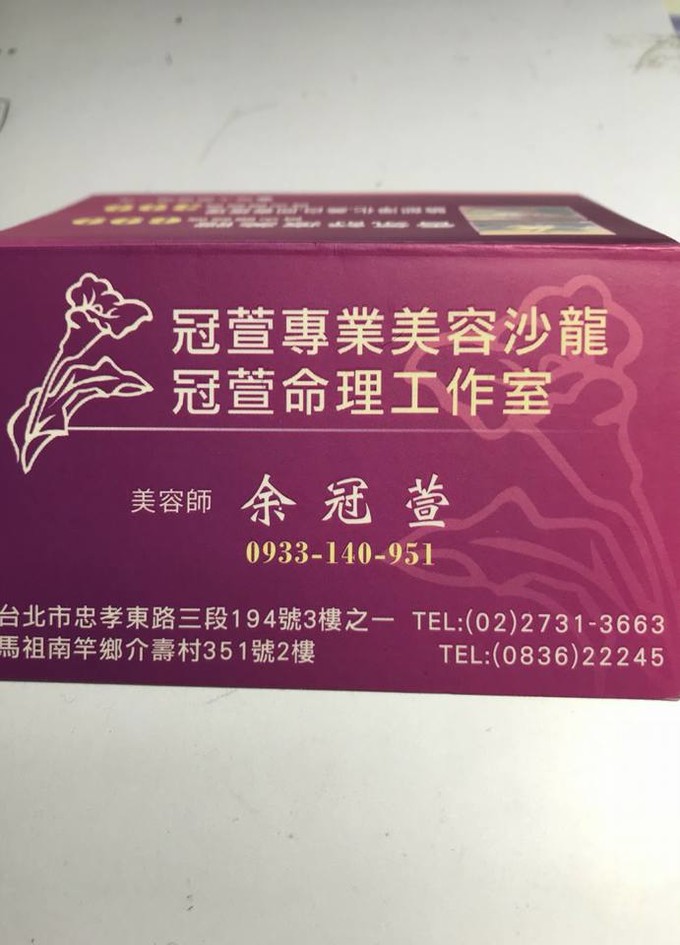 冠萱專業美容沙龍
冠萱命理工作室
美容師 余冠萱
0933-140-951
台北市忠孝東路三段194號3樓之一 TEL:(02)2731-3663
馬祖南竿鄉介壽村351號2樓 TEL:(0836)22245